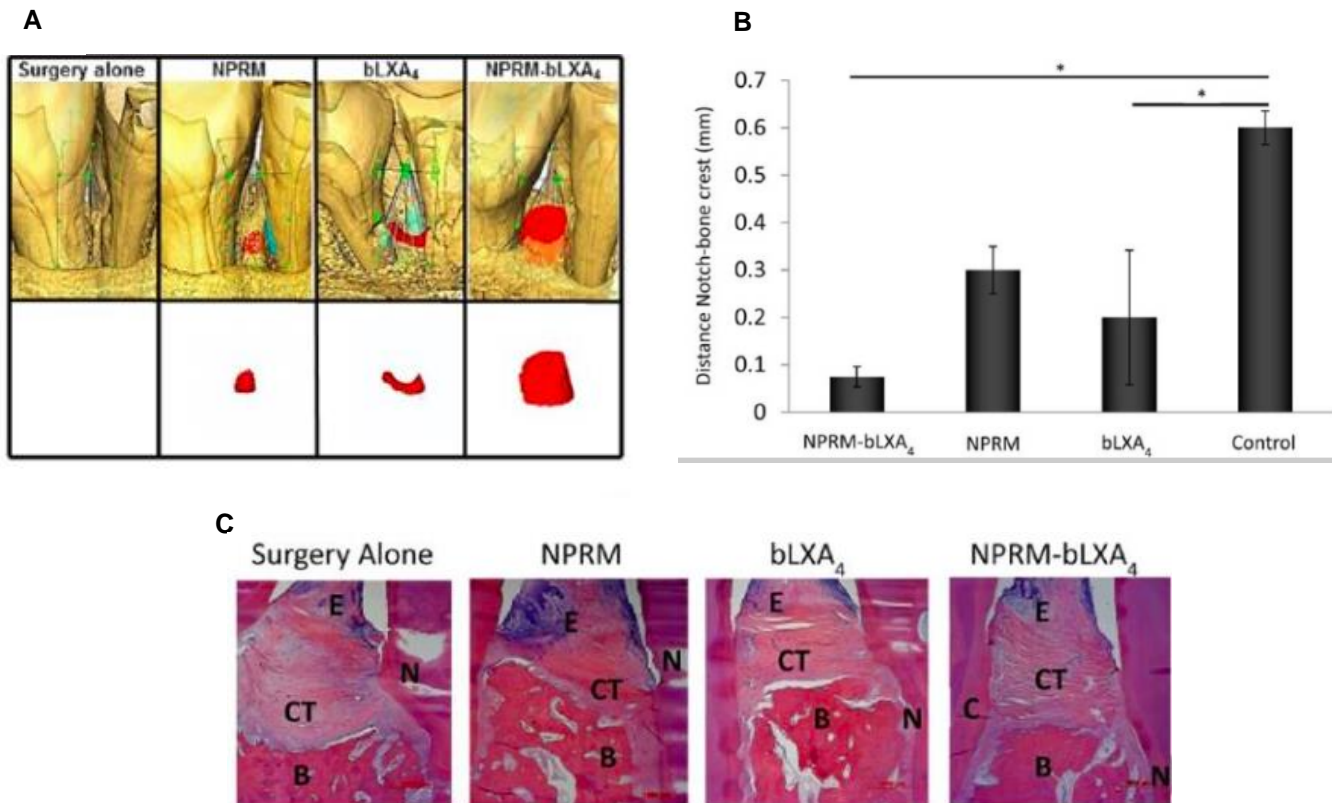 A
Surgery alone NPRM bLXA₄ NPRM-bLXA₄
B
* 
*
Distance Notch-bone crest (mm)
0.7
0.6
0.5
0.4
0.3
0.2
0.1
0
NPRM-bLXA₄ NPRM bLXA₄ Control
C
Surgery Alone NPRM bLXA₄ NPRM-bLXA₄
E
N
CT
B
E
N
CT
B
E
CT
B
N
E
CT
C
B
N